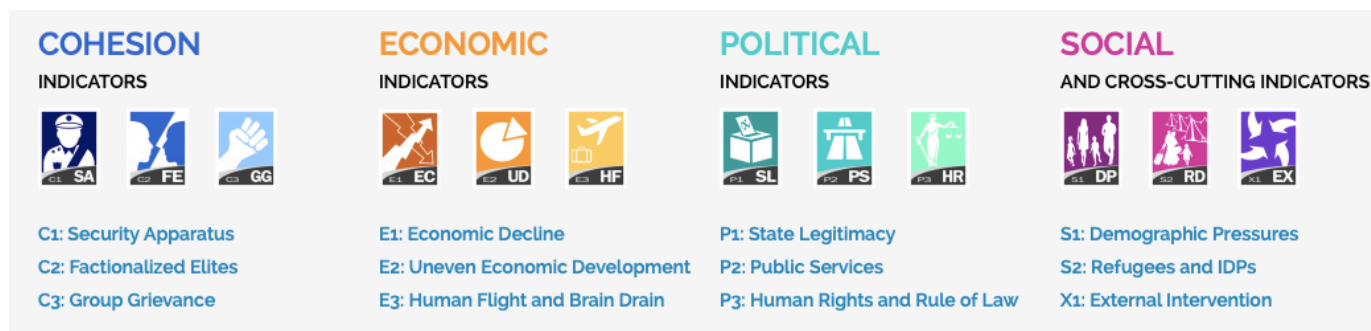 COHESION
INDICATORS
C1 SA
C2 FE
C3 GG
C1: Security Apparatus
C2: Factionalized Elites
C3: Group Grievance
ECONOMIC
INDICATORS
E1 EC
E2 UD
E3 HF
E1: Economic Decline
E2: Uneven Economic Development
E3: Human Flight and Brain Drain
POLITICAL
INDICATORS
P1 SL
P2 PS
P3 HR
P1: State Legitimacy
P2: Public Services
P3: Human Rights and Rule of Law
SOCIAL
AND CROSS-CUTTING INDICATORS
S1 DP
S2 RD
X1 EX
S1: Demographic Pressures
S2: Refugees and IDPs
X1: External Intervention